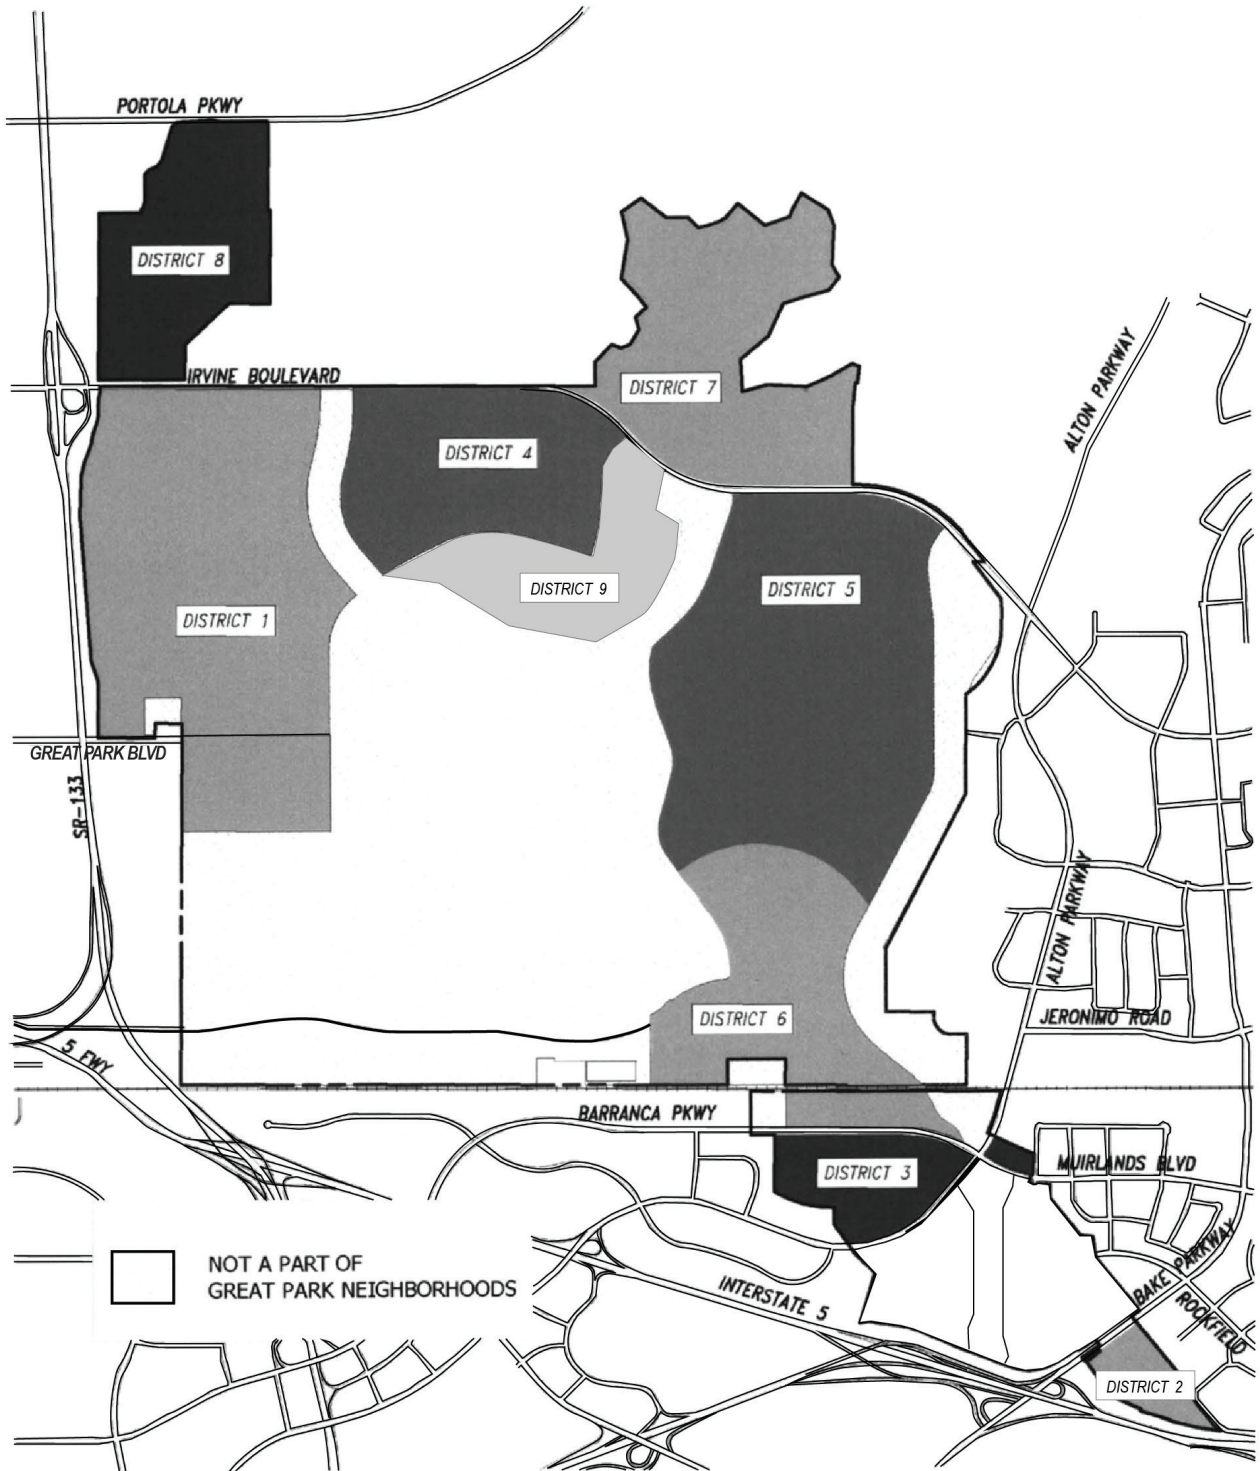 PORTOLA PKWY
DISTRICT 8
ALTON PARKWAY
IRVINE BOULEVARD
DISTRICT 7
DISTRICT 4
DISTRICT 9
DISTRICT 5
DISTRICT 1
GREAT PARK BLVD
SR-133
ALTON PARKWAY
DISTRICT 6
JERONIMO ROAD
5 FWY
BARRANCA PKWY
DISTRICT 3
MUIRLANDS BLVD
NOT A PART OF
GREAT PARK NEIGHBORHOODS
INTERSTATE 5
BAKE PARKWAY
ROCKFIELD
DISTRICT 2